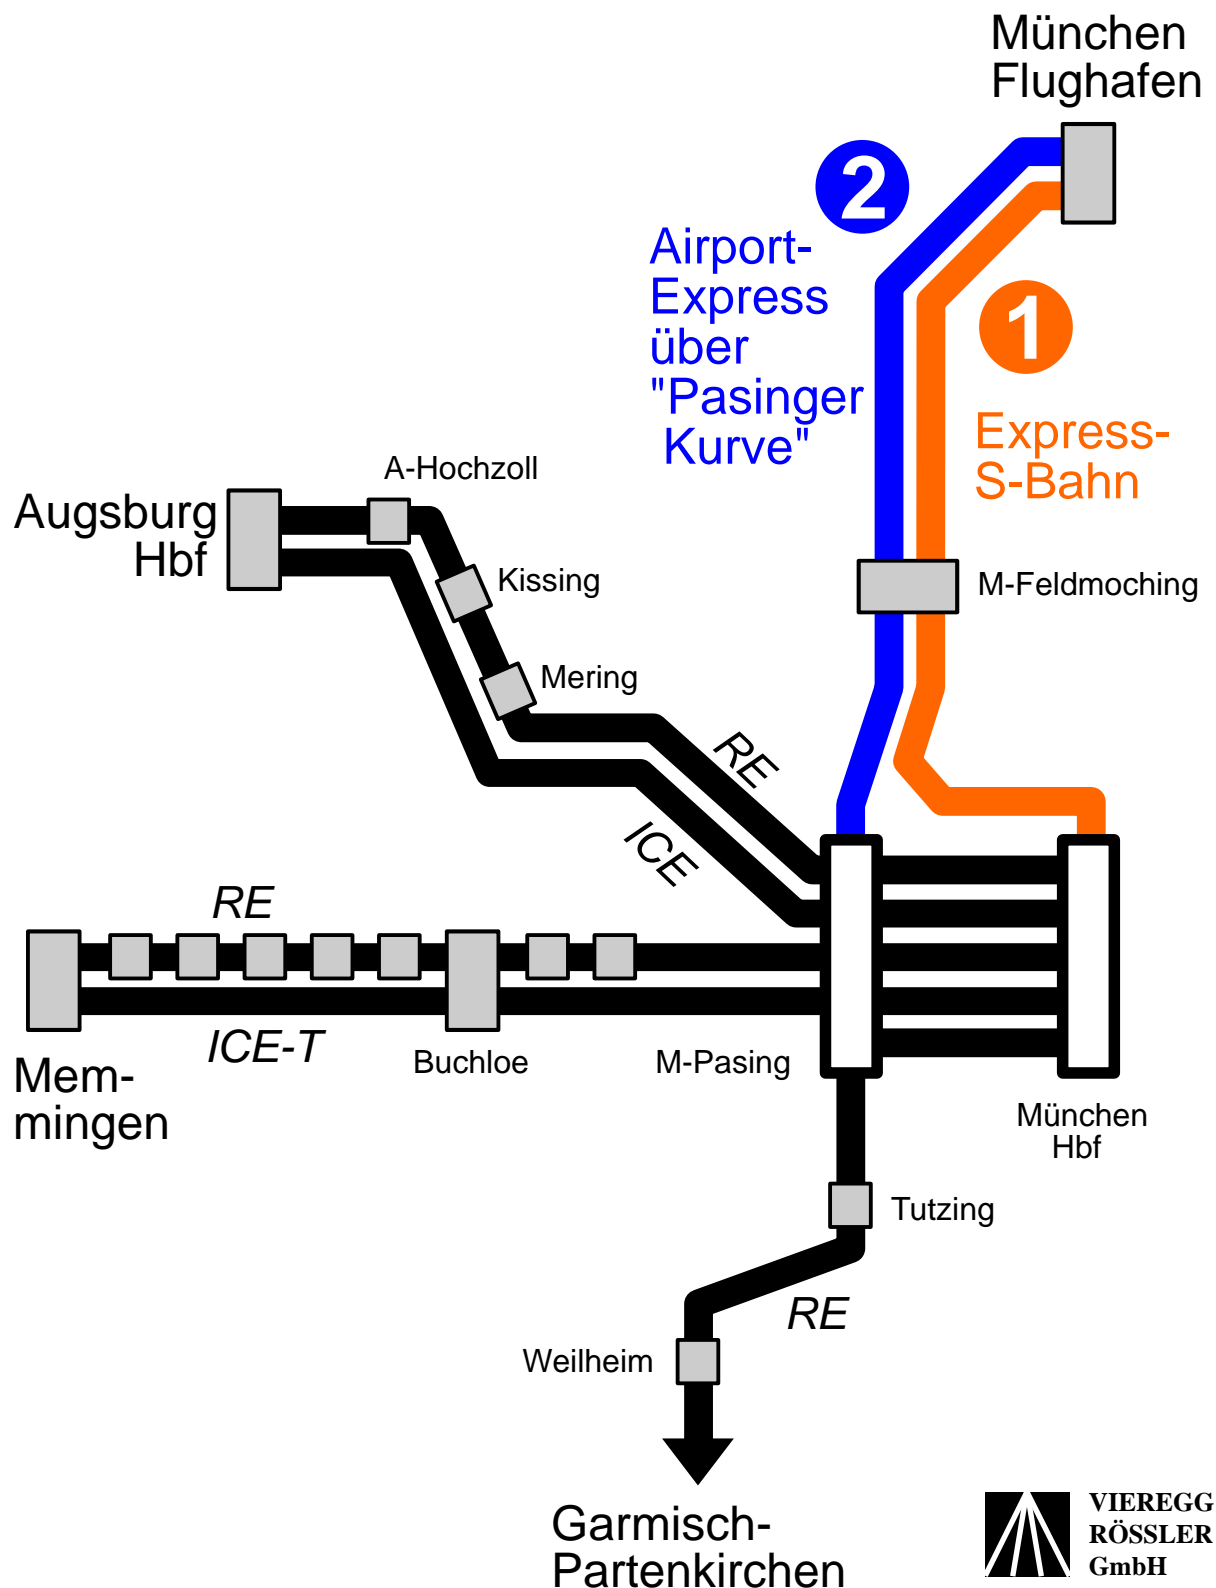 München
Flughafen
2
Airport-
Express
über
"Pasinger
Kurve"
1
Express-
S-Bahn
A-Hochzoll
Augsburg
Hbf
Kissing
M-Feldmoching
Mering
RE
ICE
RE
ICE-T
Buchloe
M-Pasing
Mem-
mingen
München
Hbf
Tutzing
RE
Weilheim
Garmisch-
Partenkirchen
VIEREGG
RÖSSLER
GmbH